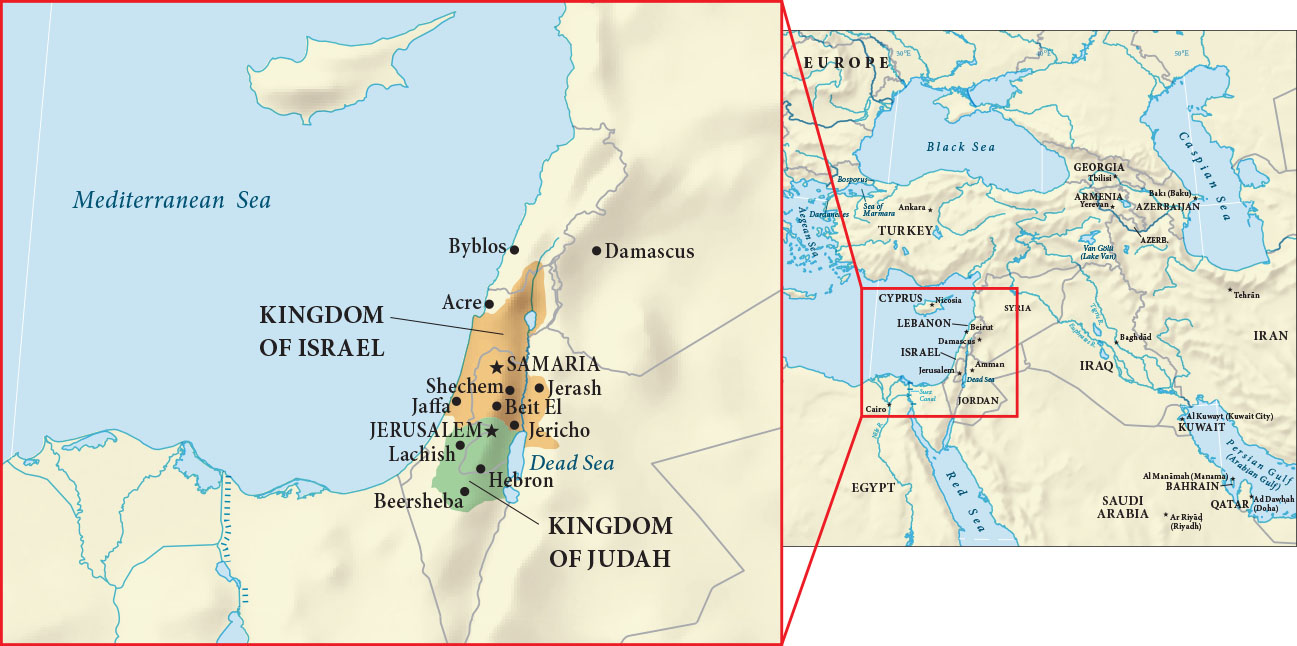 Mediterranean Sea
Byblos
Damascus
Acre
KINGDOM
OF ISRAEL
SAMARIA
Shechem
Jerash
Jaffa
Beit El
JERUSALEM
Jericho
Lachish
Dead Sea
Hebron
Beersheba
KINGDOM
OF JUDAH
EUROPE
30°E
50°E
Black Sea
Caspian Sea
GEORGIA
Tbilisi
Bosporus
Sea of
Marmara
Dardanelles
Aegean Sea
Ankara
TURKEY
ARMENIA
Yerevan
Bakı (Baku)
AZERBAIJAN
AZERB.
Van Gölü
(Lake Van)
Tehrān
CYPRUS
Nicosia
SYRIA
LEBANON
Beirut
Damascus
Tigris R.
Euphrates R.
Baghdād
IRAN
ISRAEL
Jerusalem
Amman
Dead Sea
IRAQ
Suez
Canal
JORDAN
Cairo
Nile R.
Al Kuwayt (Kuwait City)
KUWAIT
Persian Gulf
(Arabian Gulf)
EGYPT
Red Sea
Al Manāmah (Manama)
BAHRAIN
QATAR
Ad Dawḩah
(Doha)
SAUDI
ARABIA
Ar Riyāḑ
(Riyadh)